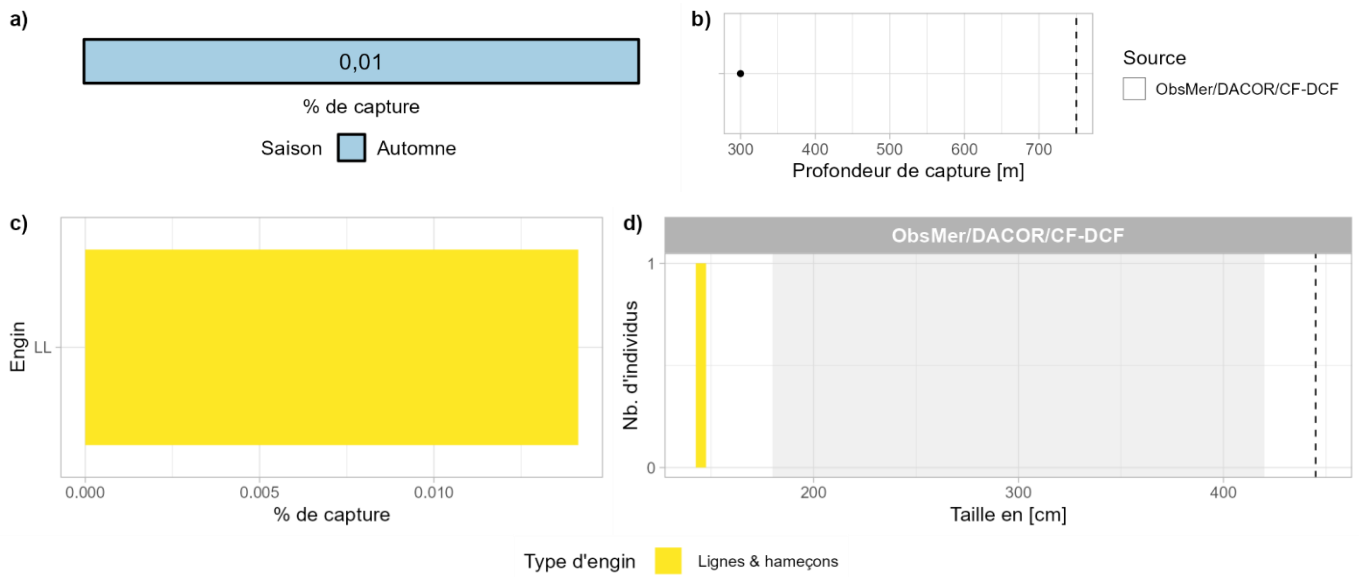 a)
0,01
% de capture
Saison Automne
b)
300 400 500 600 700
Profondeur de capture [m]
Source
ObsMer/DACOR/CF-DCF
c)
Engin
LL
0.000 0.005 0.010
% de capture
d)
ObsMer/DACOR/CF-DCF
Nb. d'individus
1
0
200 300 400
Taille en [cm]
Type d'engin Lignes & hameçons